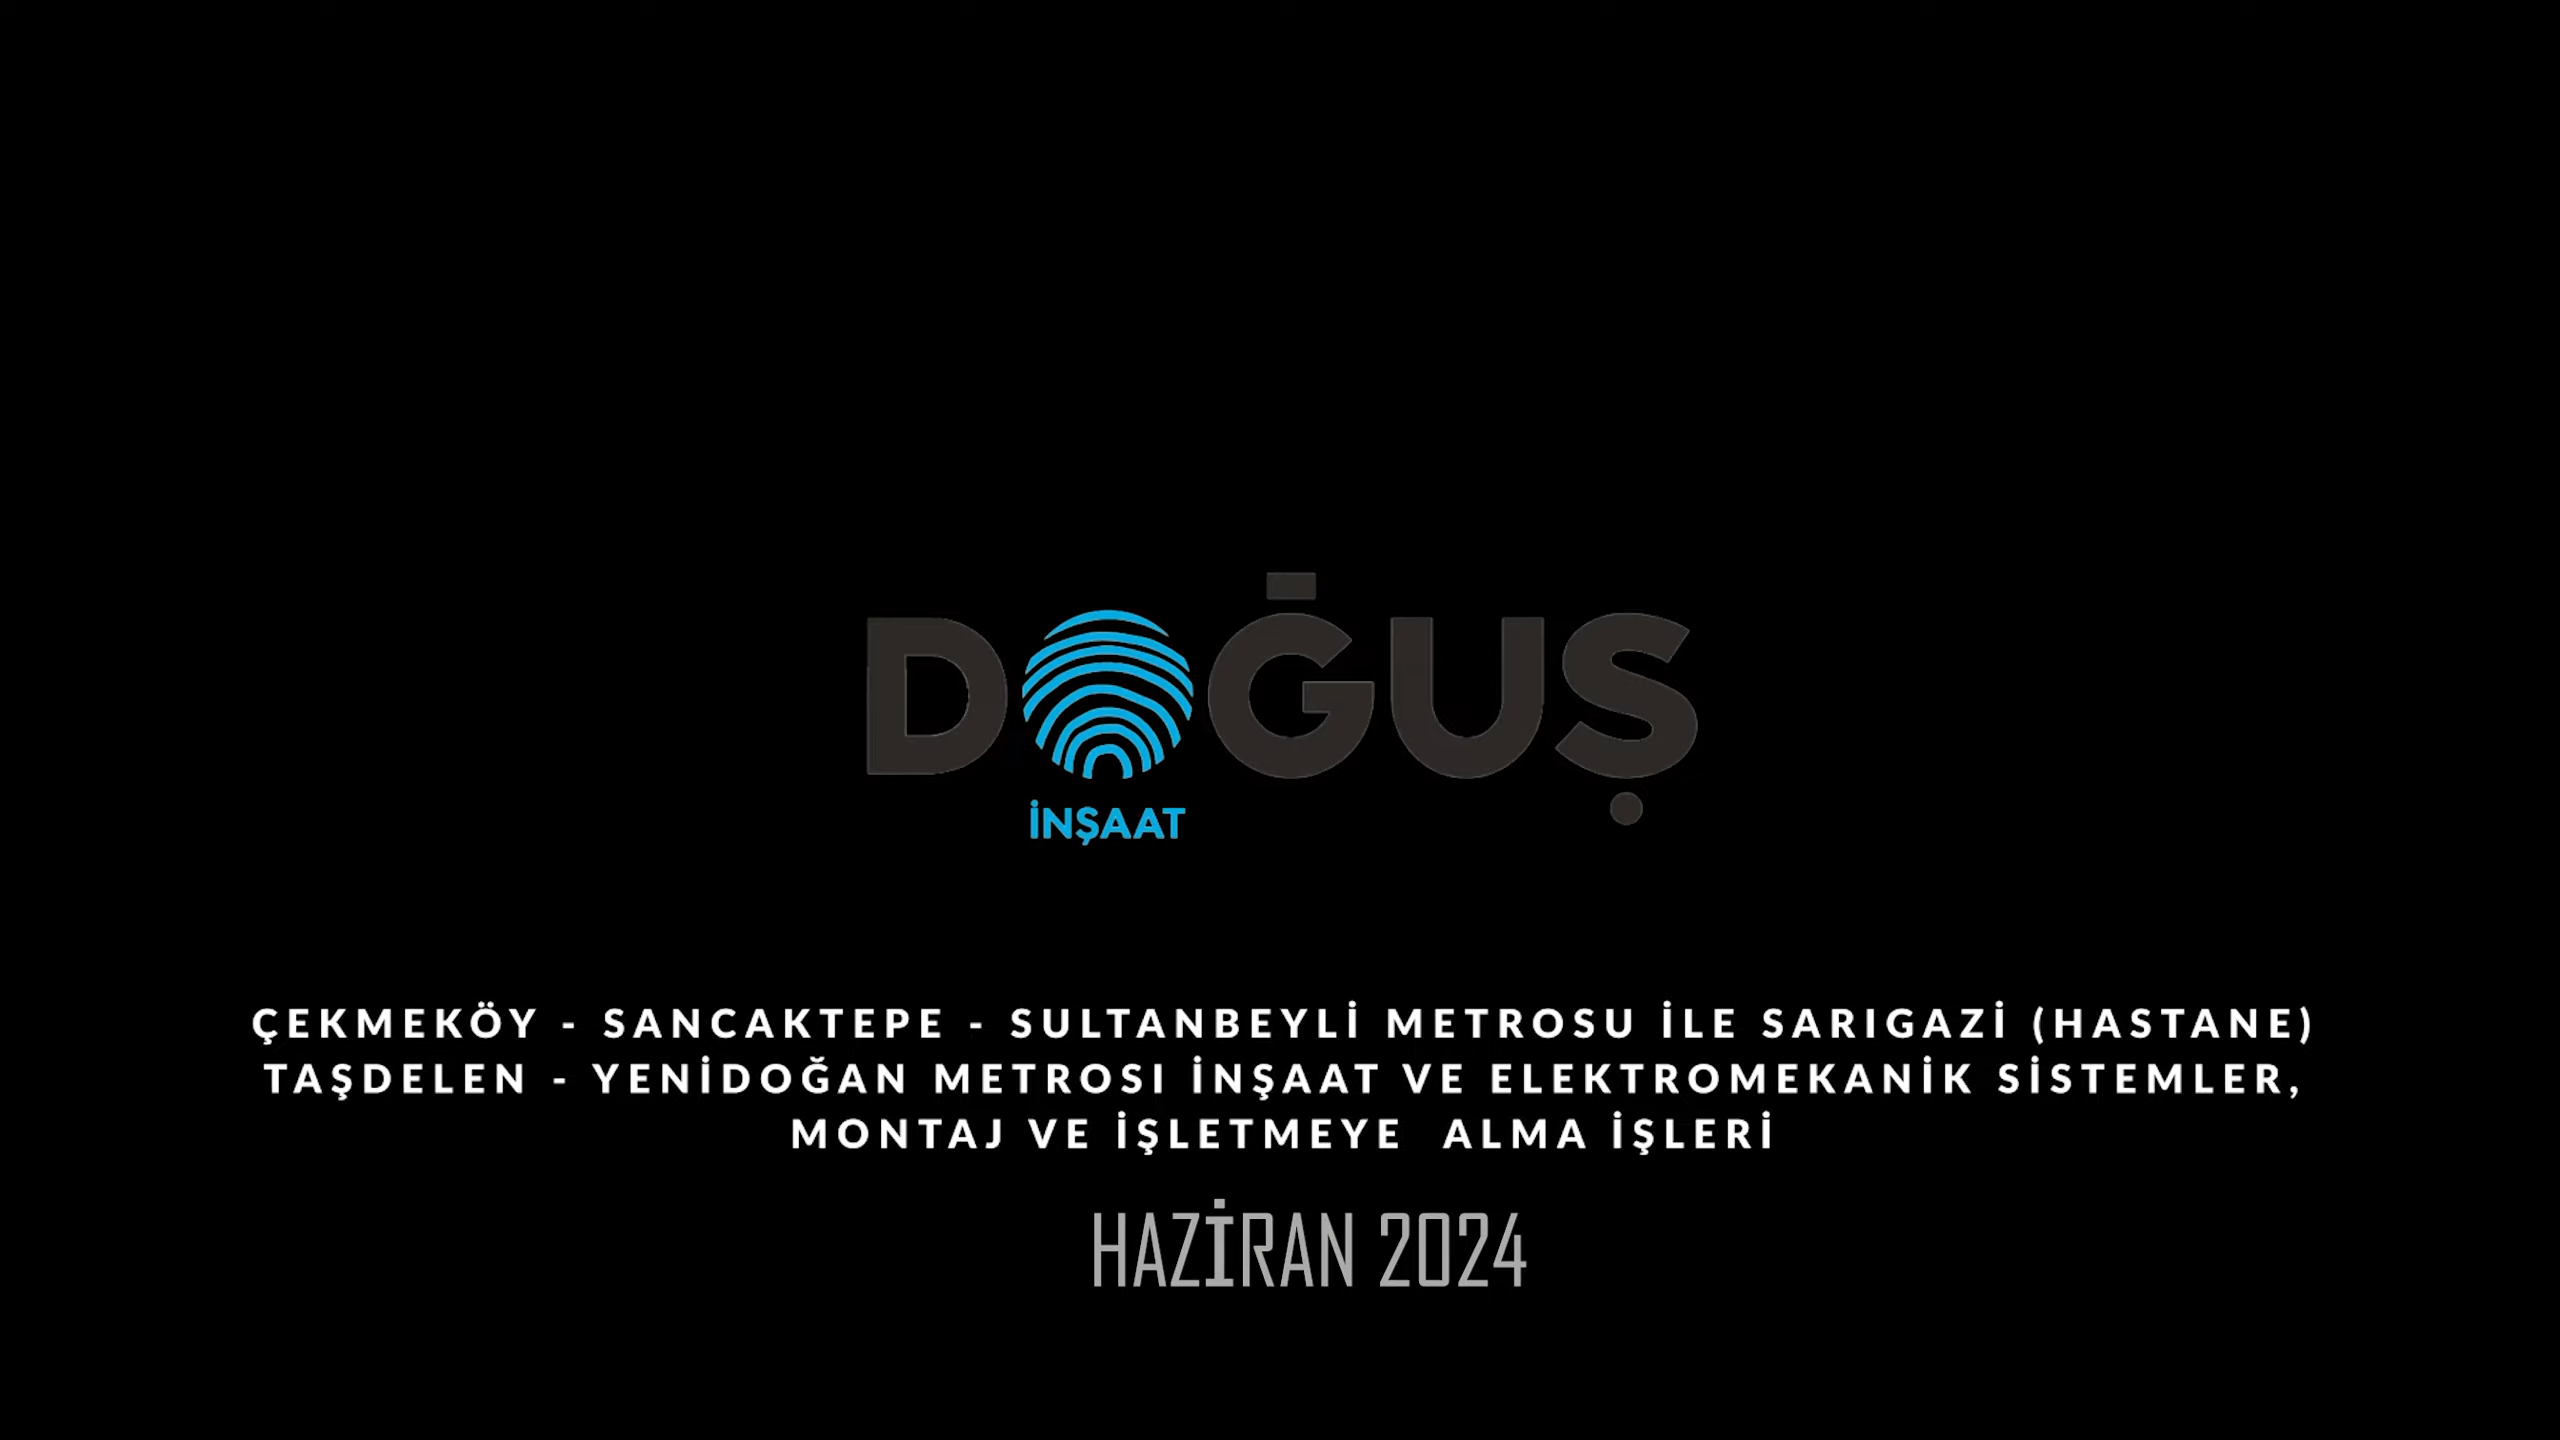 DOĞUŞ
İNŞAAT
ÇEKMEKÖY - SANCAKTEPE - SULTANBEYLİ METROSU İLE SARIGAZİ (HASTANE)
TAŞDELEN - YENİDOĞAN METROSI İNŞAAT VE ELEKTROMEKANİK SİSTEMLER,
MONTAJ VE İŞLETMEYE  ALMA İŞLERİ
HAZİRAN 2024